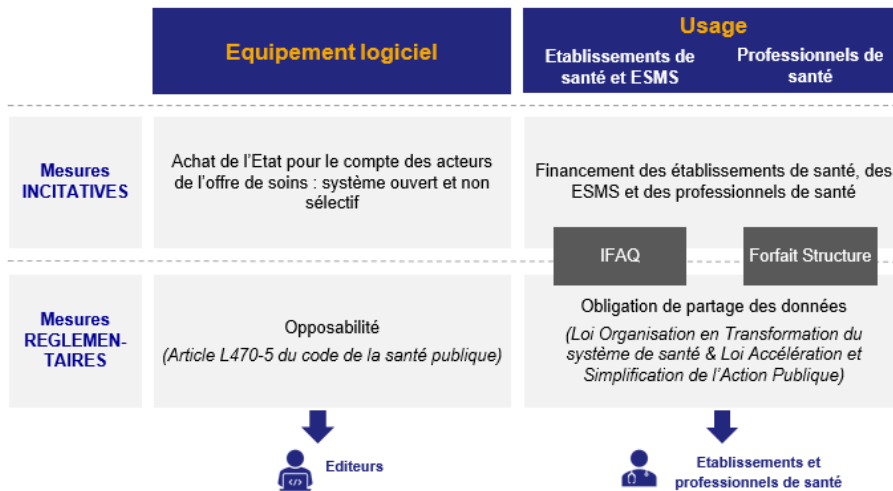 Equipement logiciel
Usage
Etablissements de
santé et ESMS
Professionnels de
santé
Mesures
INCITATIVES
Achat de l'Etat pour le compte des acteurs
de l'offre de soins : système ouvert et non
sélectif
Financement des établissements de santé, des
ESMS et des professionnels de santé
IFAQ
Forfait Structure
Mesures
REGLEMEN-
TAIRES
Opposabilité
(Article L470-5 du code de la santé publique)
Obligation de partage des données
(Loi Organisation en Transformation du
système de santé & Loi Accélération et
Simplification de l'Action Publique)
Editeurs
Etablissements et
professionnels de santé